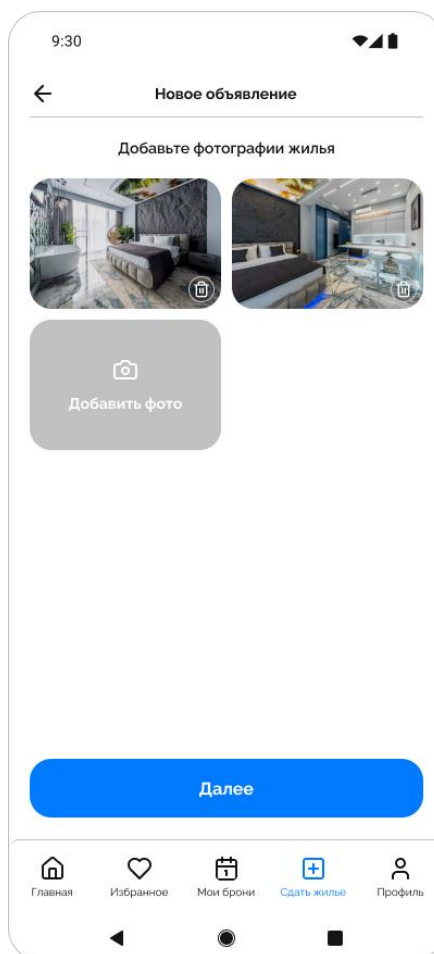 9:30
Новое объявление
Добавьте фотографии жилья
Добавить фото
Далее
Главная
Избранное
Мои брони
Сдать жилье
Профиль